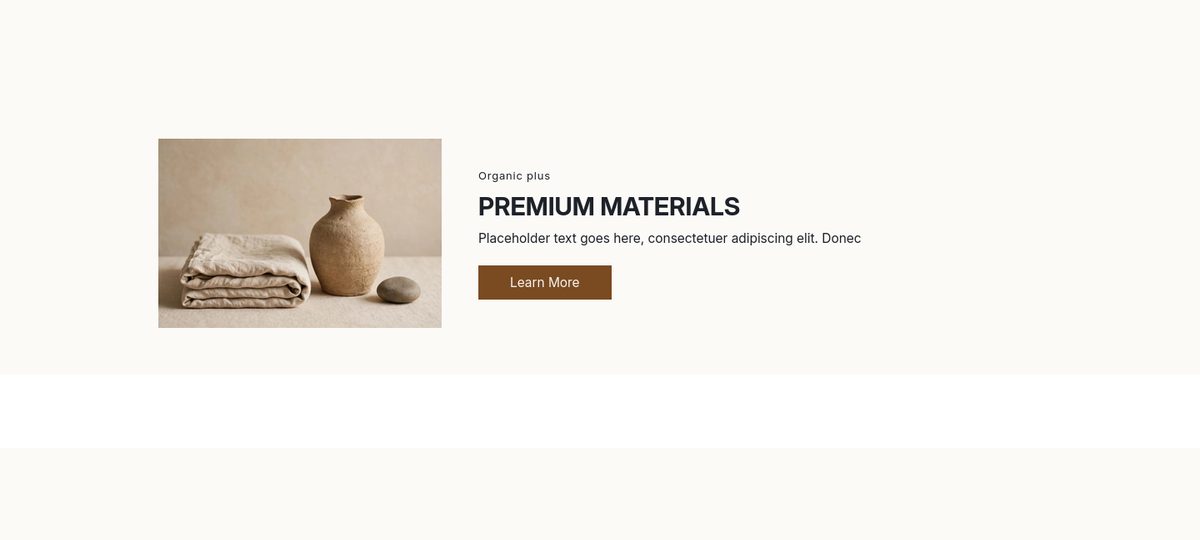 Organic plus
PREMIUM MATERIALS
Placeholder text goes here, consectetuer adipiscing elit. Donec
Learn More